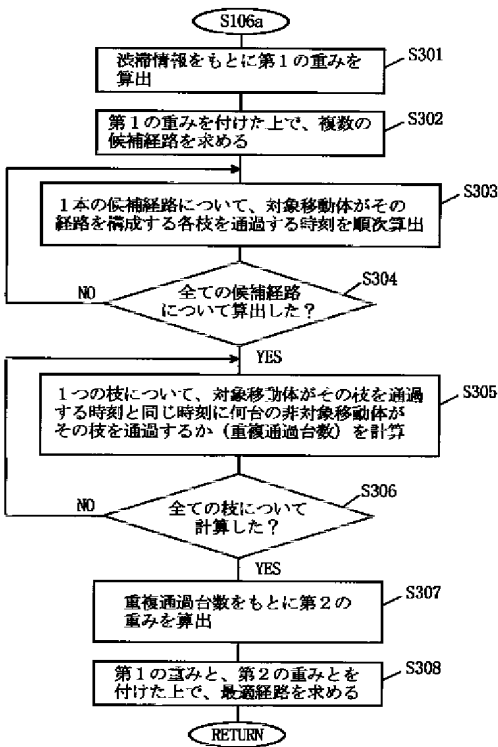 S106a
渋滞情報をもとに第1の重みを
算出
S301
第1の重みを付けた上で、複数の
候補経路を求める
S302
1本の候補経路について、対象移動体がその
経路を構成する各枝を通過する時刻を順次算出
S303
全ての候補経路
について算出した?
S304
NO
YES
1つの枝について、対象移動体がその枝を通過
する時刻と同じ時刻に何台の非対象移動体が
その枝を通過するか(重複通過台数)を計算
S305
全ての枝について
計算した?
S306
NO
YES
重複通過台数をもとに第2の
重みを算出
S307
第1の重みと、第2の重みとを
付けた上で、最適経路を求める
S308
RETURN